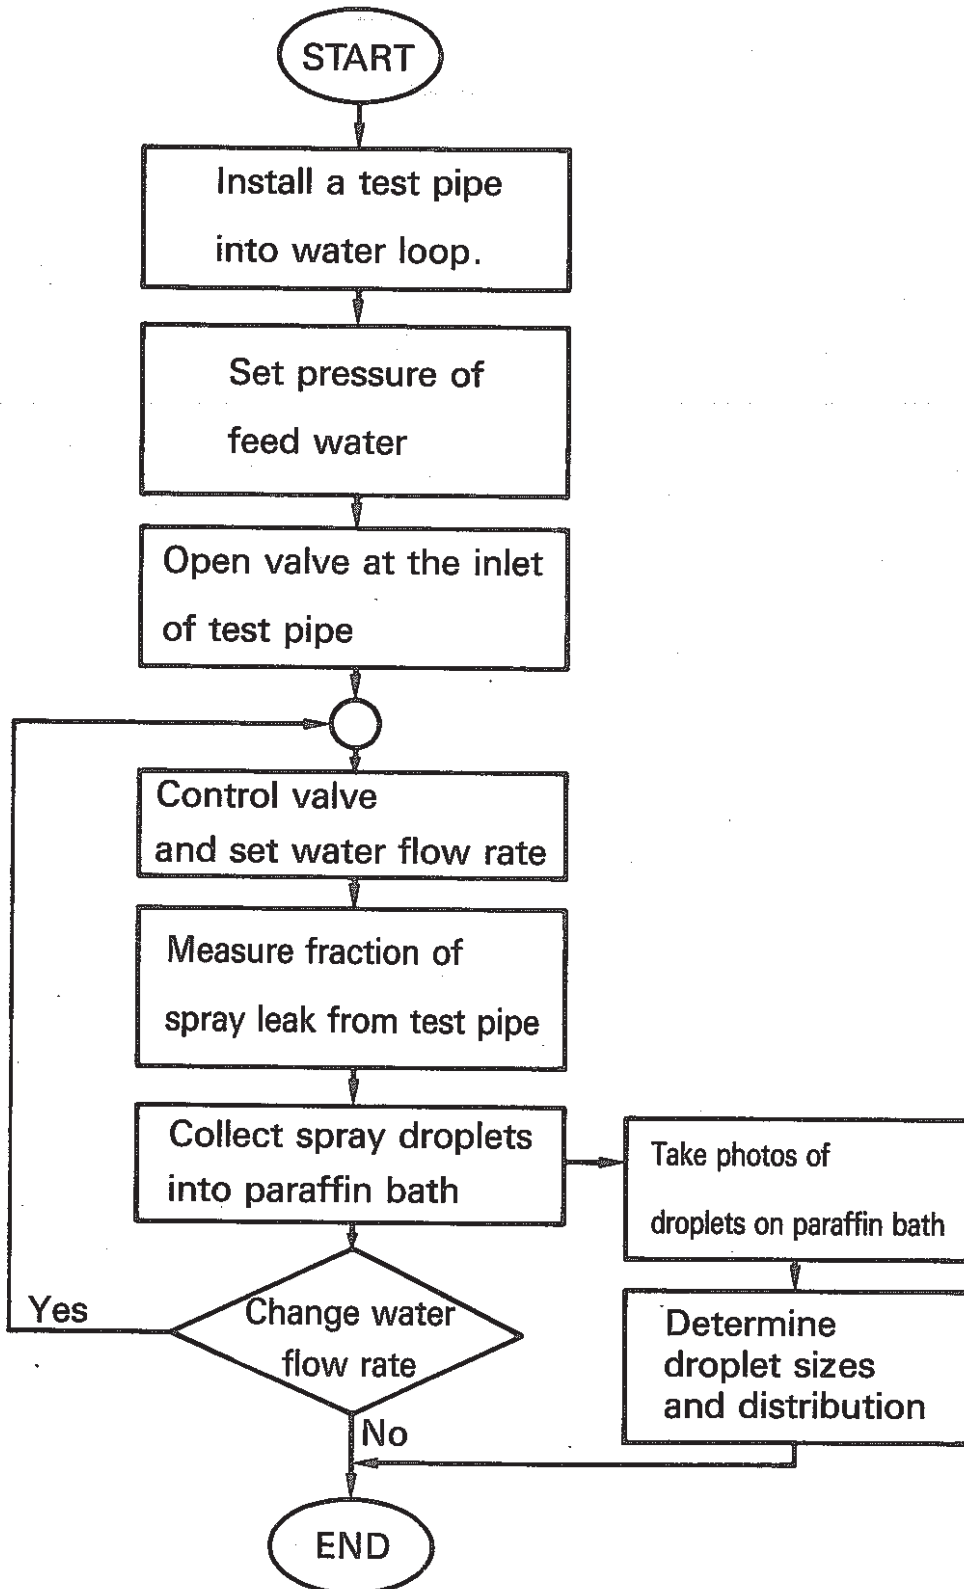 START
Install a test pipe
into water loop.
Set pressure of
feed water
Open valve at the inlet
of test pipe
Control valve
and set water flow rate
Measure fraction of
spray leak from test pipe
Collect spray droplets
into paraffin bath
Take photos of
droplets on paraffin bath
Change water
flow rate
Yes
No
Determine
droplet sizes
and distribution
END